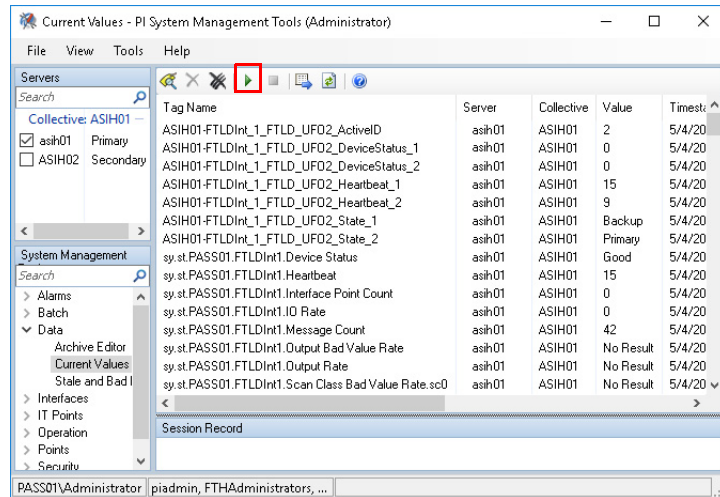 Current Values - PI System Management Tools (Administrator)
File View Tools Help
Servers
Search
Collective: ASIH01
asih01 Primary
ASIH02 Secondary
System Management
Search
Alarms
Batch
Data
Archive Editor
Current Values
Stale and Bad
Interfaces
IT Points
Operation
Points
Security
Tag Name Server Collective Value Timesta
ASIH01-FTLDInt_1_FTLD_UFO2_ActiveID asih01 ASIH01 2 5/4/20
ASIH01-FTLDInt_1_FTLD_UFO2_DeviceStatus_1 asih01 ASIH01 0 5/4/20
ASIH01-FTLDInt_1_FTLD_UFO2_DeviceStatus_2 asih01 ASIH01 0 5/4/20
ASIH01-FTLDInt_1_FTLD_UFO2_Heartbeat_1 asih01 ASIH01 15 5/4/20
ASIH01-FTLDInt_1_FTLD_UFO2_Heartbeat_2 asih01 ASIH01 9 5/4/20
ASIH01-FTLDInt_1_FTLD_UFO2_State_1 asih01 ASIH01 Backup 5/4/20
ASIH01-FTLDInt_1_FTLD_UFO2_State_2 asih01 ASIH01 Primary 5/4/20
sy.st.PASS01.FTLDInt1.Device Status asih01 ASIH01 Good 5/4/20
sy.st.PASS01.FTLDInt1.Heartbeat asih01 ASIH01 15 5/4/20
sy.st.PASS01.FTLDInt1.Interface Point Count asih01 ASIH01 0 5/4/20
sy.st.PASS01.FTLDInt1.IO Rate asih01 ASIH01 0 5/4/20
sy.st.PASS01.FTLDInt1.Message Count asih01 ASIH01 42 5/4/20
sy.st.PASS01.FTLDInt1.Output Bad Value Rate asih01 ASIH01 No Result 5/4/20
sy.st.PASS01.FTLDInt1.Output Rate asih01 ASIH01 No Result 5/4/20
sy.st.PASS01.FTLDInt1.Scan Class Bad Value Rate.sc0 asih01 ASIH01 No Result 5/4/20
Session Record
PASS01\Administrator piadmin, FTHAdministrators, ...